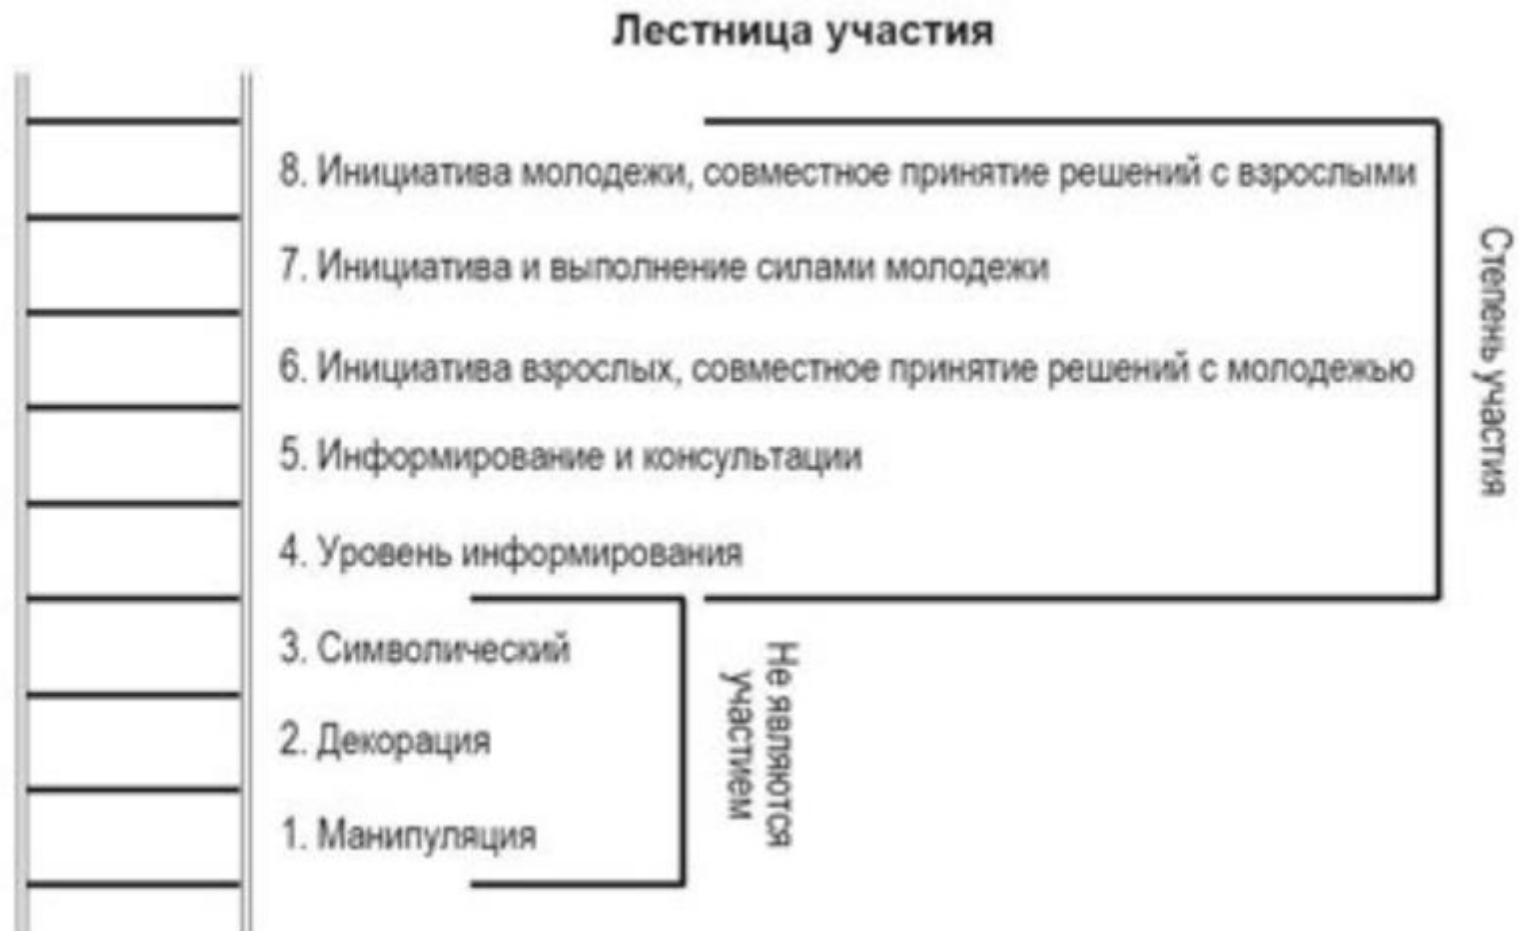 Лестница участия
8. Инициатива молодежи, совместное принятие решений с взрослыми
7. Инициатива и выполнение силами молодежи
6. Инициатива взрослых, совместное принятие решений с молодежью
5. Информирование и консультации
4. Уровень информирования
Степень участия
3. Символический
2. Декорация
1. Манипуляция
Не являются
участием